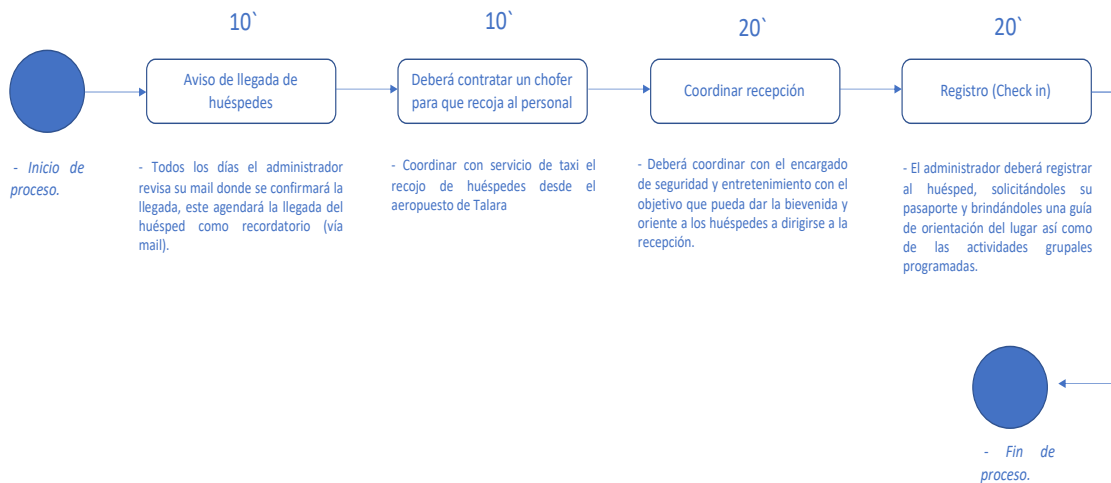 10`
10`
20`
20`
Aviso de llegada de
huéspedes
Deberá contratar un chofer
para que recoja al personal
Coordinar recepción
Registro (Check in)
- Inicio de
proceso.
- Todos los días el administrador
revisa su mail donde se confirmará la
llegada, este agendará la llegada del
huésped como recordatorio (vía
mail).
- Coordinar con servicio de taxi el
recojo de huéspedes desde el
aeropuesto de Talara
- Deberá coordinar con el encargado
de seguridad y entretenimiento con el
objetivo que pueda dar la bievenida y
oriente a los huéspedes a dirigirse a la
recepción.
- El administrador deberá registrar
al huésped, solicitándoles su
pasaporte y brindándoles una guía
de orientación del lugar así como
de las actividades grupales
programadas.
- Fin de
proceso.